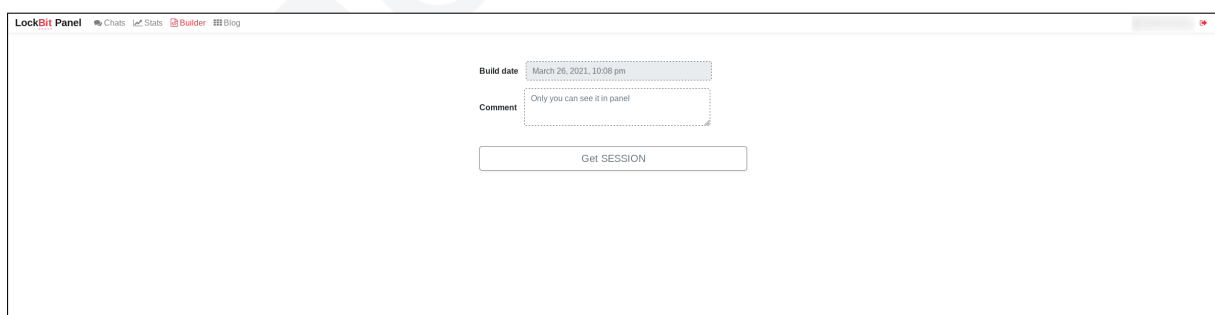 LockBit Panel Chats Stats Builder Blog
Build date March 26, 2021, 10:08 pm
Comment Only you can see it in panel
Get SESSION